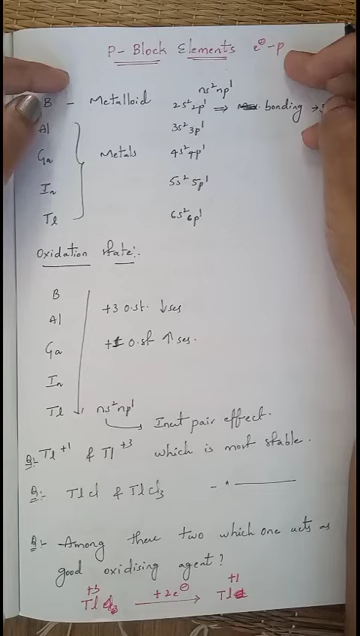 P - Block Elements e⊖ - p
ns²np¹
B - Metalloid 2s²2p¹ ⇒ bonding →
Al 3s²3p¹
Ga Metals 4s²4p¹
In 5s²5p¹
Tl 6s²6p¹
Oxidation state:.
B
+3 o.st. ↓ses
Al
Ga +1 o.st ↑ses.
In
Tl ns²np¹
Inert pair effect.
Q:- Tl⁺¹ & Tl⁺³ which is most stable.
Q:- TlCl & TlCl₃ - " -
Q:- Among these two which one acts as
good oxidising agent?
+3 +2e⊖ +1
TlCl₃ → Tl